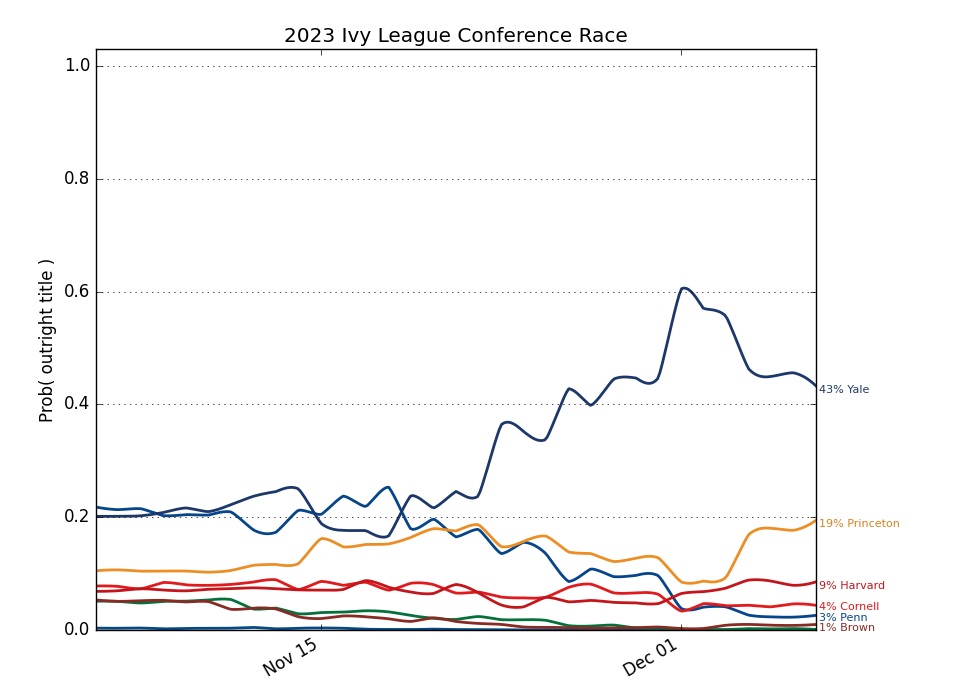 2023 Ivy League Conference Race
Prob( outright title )
1.0
0.8
0.6
0.4
0.2
0.0
Nov 15
Dec 01
43% Yale
19% Princeton
9% Harvard
4% Cornell
3% Penn
1% Brown